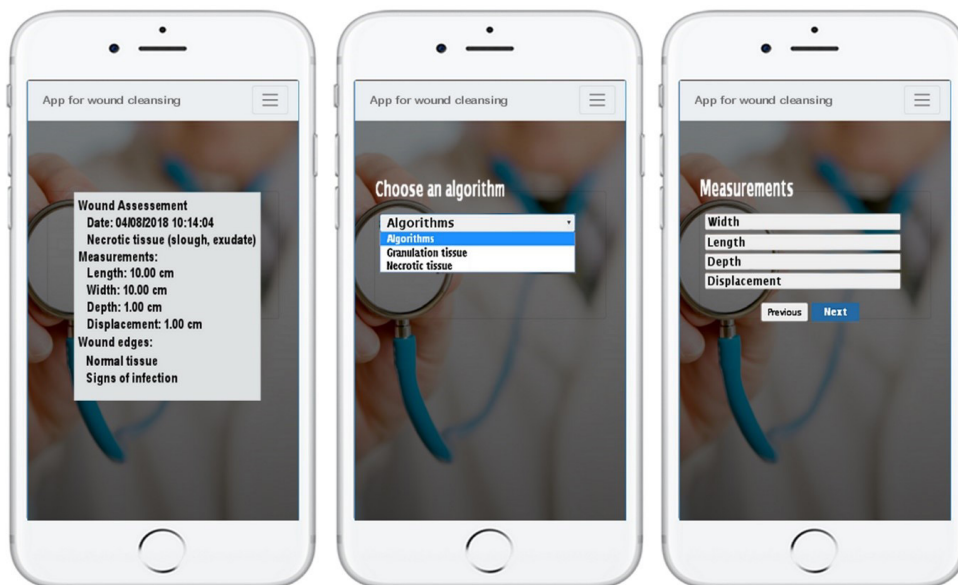 App for wound cleansing
Wound Assessement
Date: 04/08/2018 10:14:04
Necrotic tissue (slough, exudate)
Measurements:
Length: 10.00 cm
Width: 10.00 cm
Depth: 1.00 cm
Displacement: 1.00 cm
Wound edges:
Normal tissue
Signs of infection
App for wound cleansing
Choose an algorithm
Algorithms
Algorithms
Granulation tissue
Necrotic tissue
App for wound cleansing
Measurements
Width
Length
Depth
Displacement
Previous Next